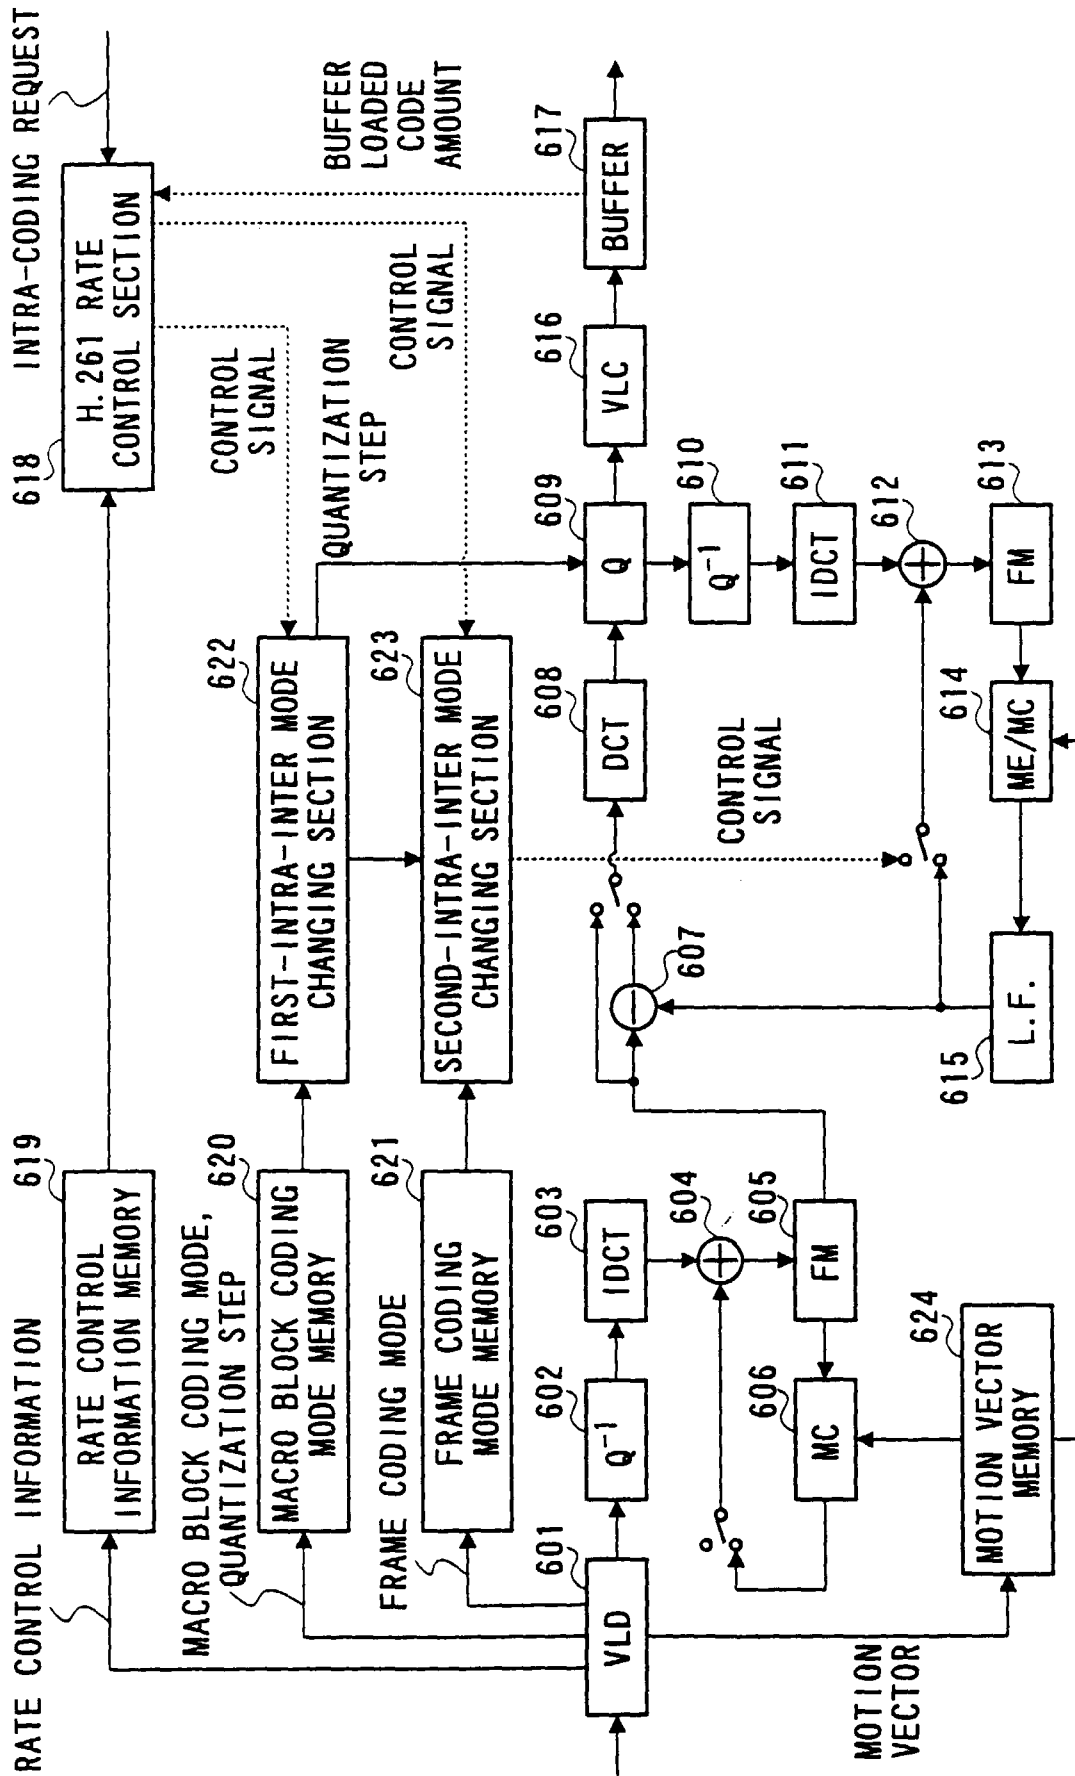 RATE CONTROL INFORMATION
619
RATE CONTROL
INFORMATION MEMORY
618
H.261 RATE
CONTROL SECTION
INTRA-CODING REQUEST
MACRO BLOCK CODING MODE,
QUANTIZATION STEP
620
MACRO BLOCK CODING
MODE MEMORY
622
FIRST-INTRA-INTER MODE
CHANGING SECTION
CONTROL
SIGNAL
QUANTIZATION
STEP
BUFFER
LOADED
CODE
AMOUNT
FRAME CODING MODE
621
FRAME CODING
MODE MEMORY
623
SECOND-INTRA-INTER MODE
CHANGING SECTION
CONTROL
SIGNAL
601
VLD
602
Q-1
603
IDCT
604
605
FM
606
MC
607
608
DCT
609
Q
616
VLC
617
BUFFER
610
Q-1
611
IDCT
612
613
FM
614
ME/MC
615
L.F.
CONTROL
SIGNAL
MOTION
VECTOR
624
MOTION VECTOR
MEMORY